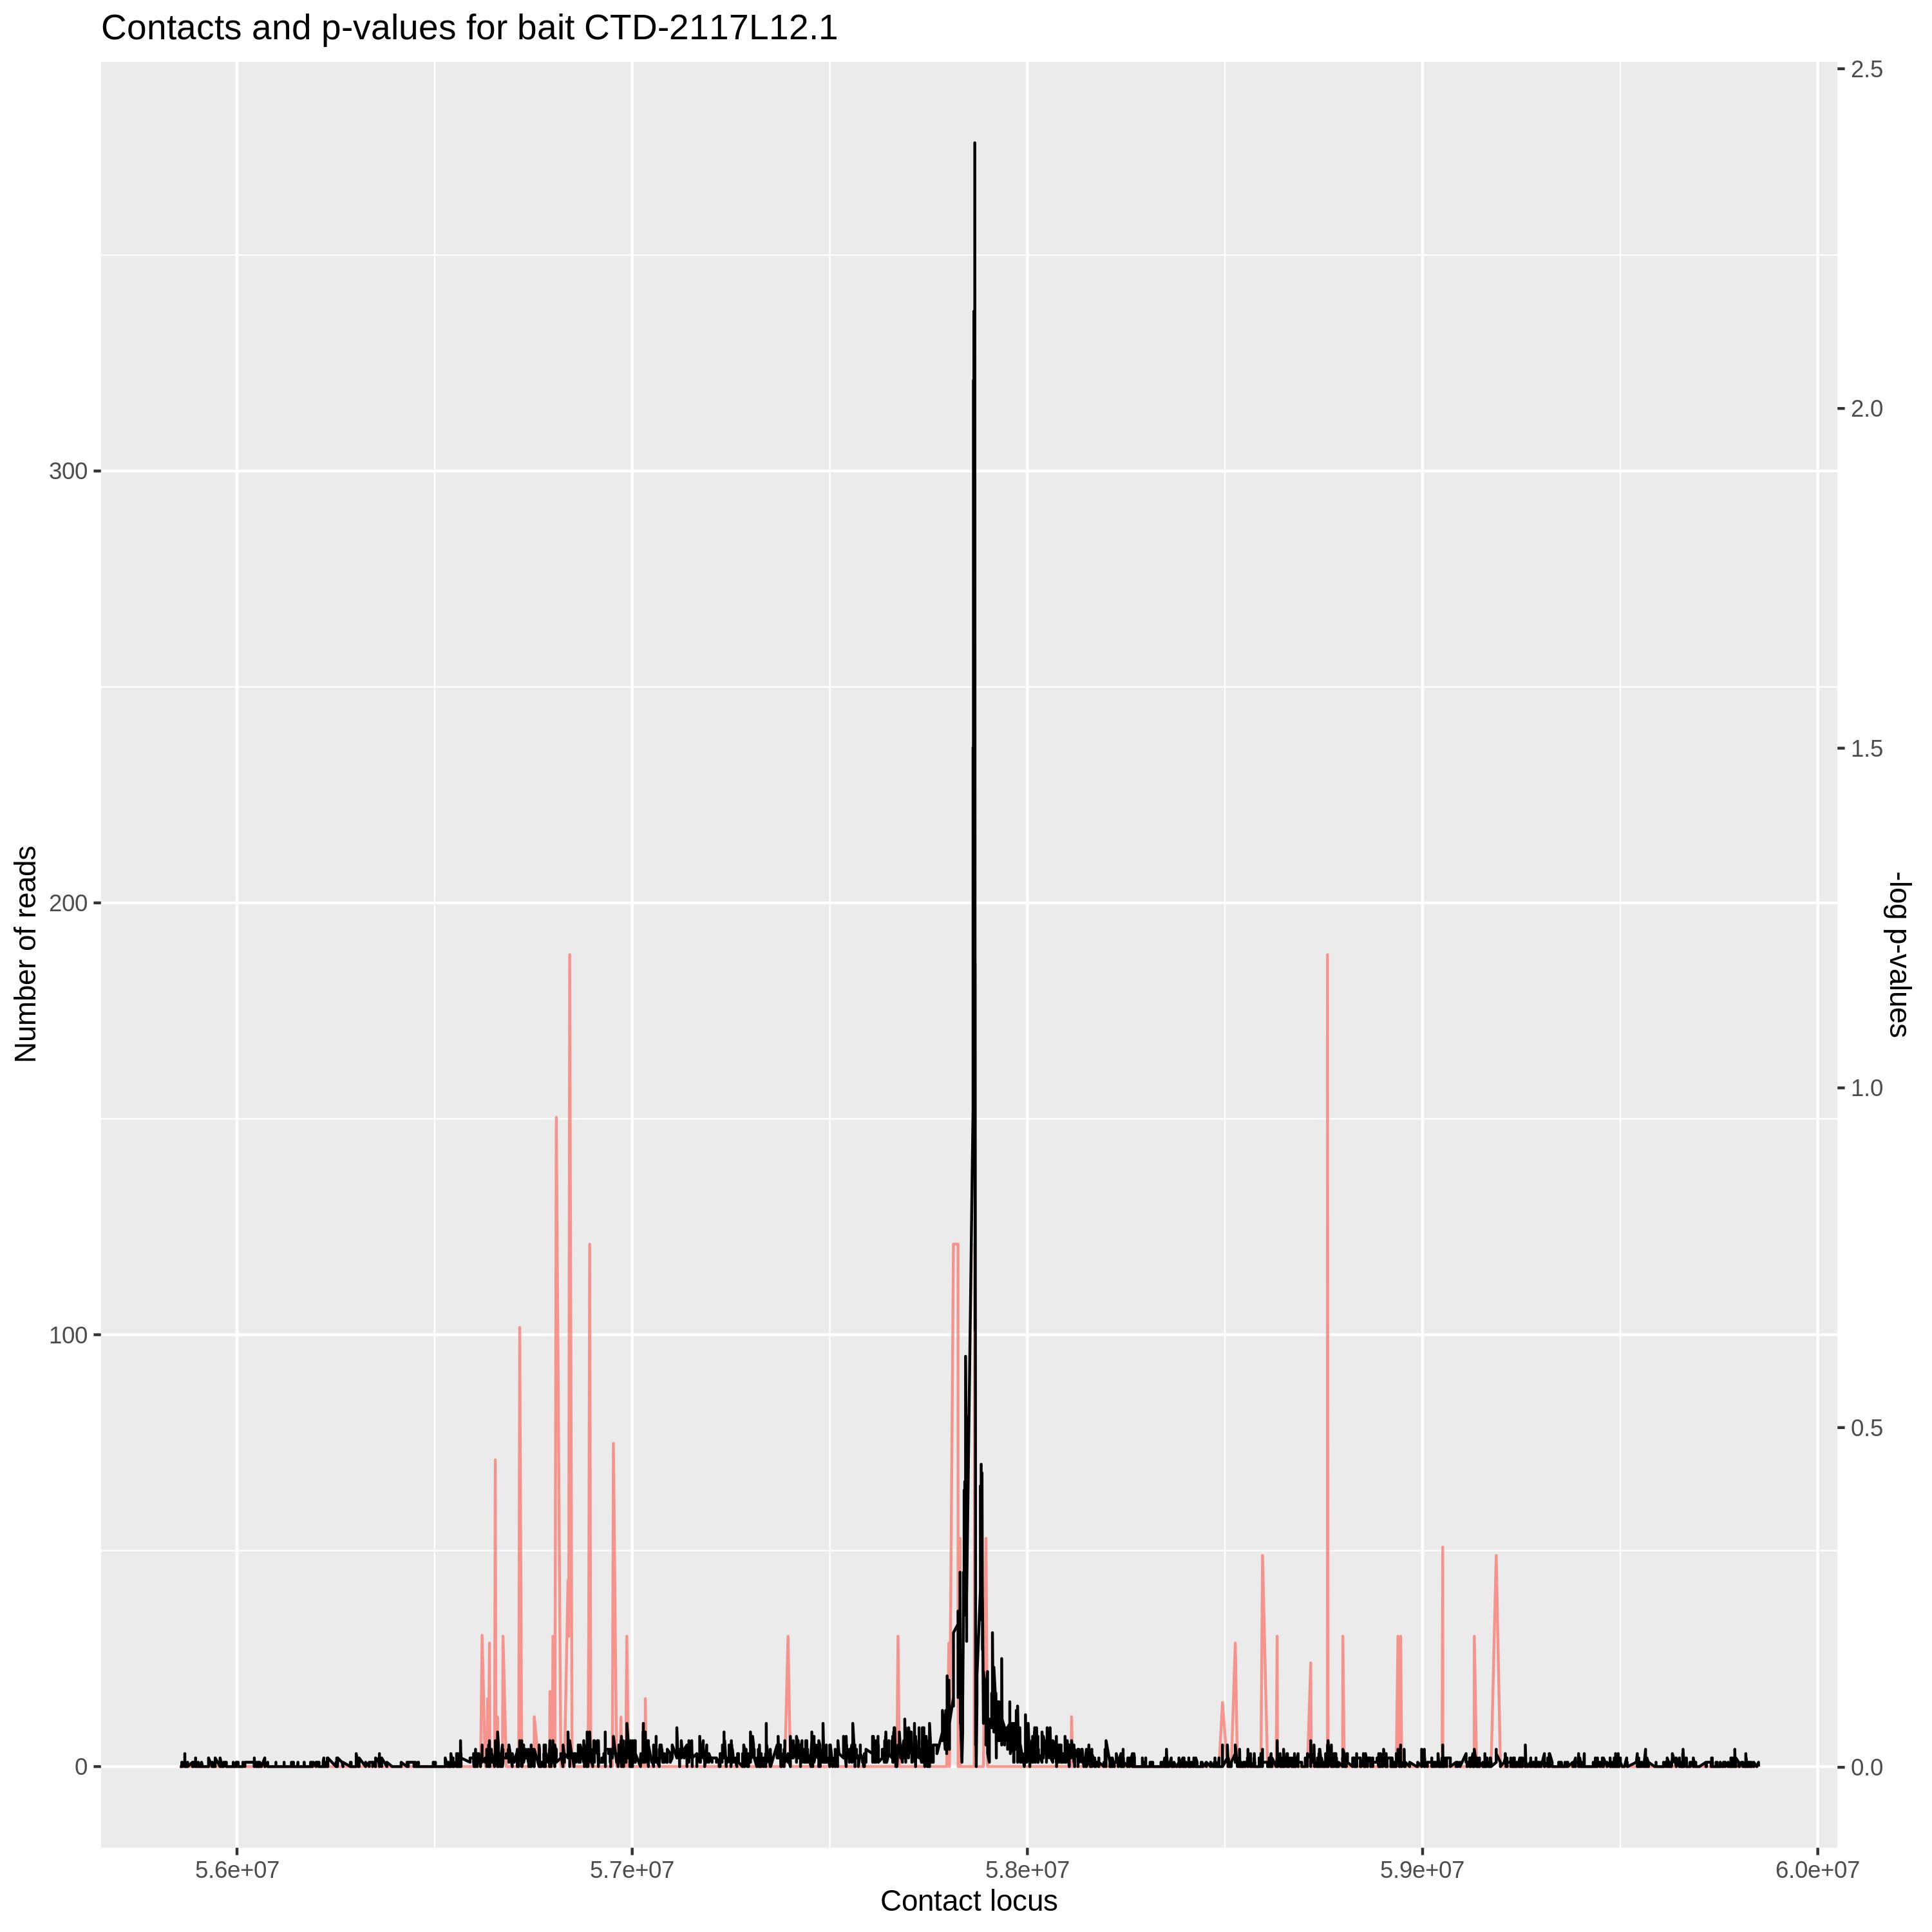 Contacts and p-values for bait CTD-2117L12.1
Number of reads
300
200
100
0
2.5
2.0
1.5
1.0
0.5
0.0
-log p-values
5.6e+07 5.7e+07 5.8e+07 5.9e+07 6.0e+07
Contact locus